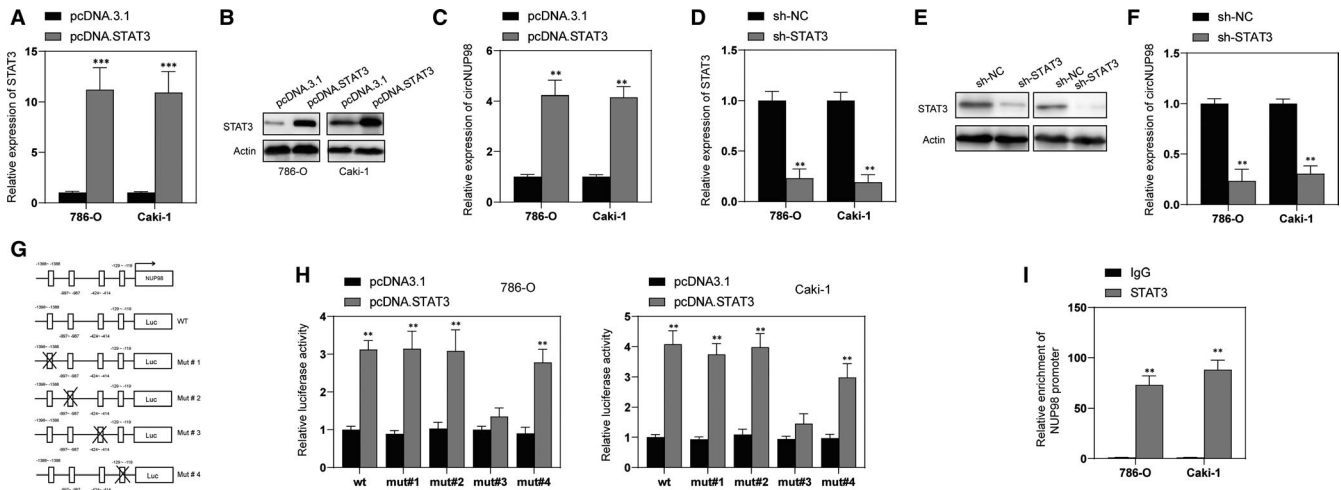 A
pcDNA.3.1
pcDNA.STAT3
Relative expression of STAT3
15
10
5
0
***
***
786-O
Caki-1
B
pcDNA.3.1
pcDNA.STAT3
pcDNA.3.1
pcDNA.STAT3
STAT3
Actin
786-O
Caki-1
C
pcDNA.3.1
pcDNA.STAT3
Relative expression of circNUP98
6
4
2
0
**
**
786-O
Caki-1
D
sh-NC
sh-STAT3
Relative expression of STAT3
1.5
1.0
0.5
0.0
**
**
786-O
Caki-1
E
sh-NC
sh-STAT3
sh-NC
sh-STAT3
STAT3
Actin
F
sh-NC
sh-STAT3
Relative expression of circNUP98
1.5
1.0
0.5
0.0
**
**
786-O
Caki-1
G
NUP98
Luc
WT
Luc
Mut # 1
Luc
Mut # 2
Luc
Mut # 3
Luc
Mut # 4
H
pcDNA3.1
pcDNA.STAT3
786-O
Relative luciferase activity
4
3
2
1
0
**
**
**
**
wt
mut#1
mut#2
mut#3
mut#4
pcDNA3.1
pcDNA.STAT3
Caki-1
Relative luciferase activity
5
4
3
2
1
0
**
**
**
**
wt
mut#1
mut#2
mut#3
mut#4
I
IgG
STAT3
Relative enrichment of
NUP98 promoter
150
100
50
0
**
**
786-O
Caki-1